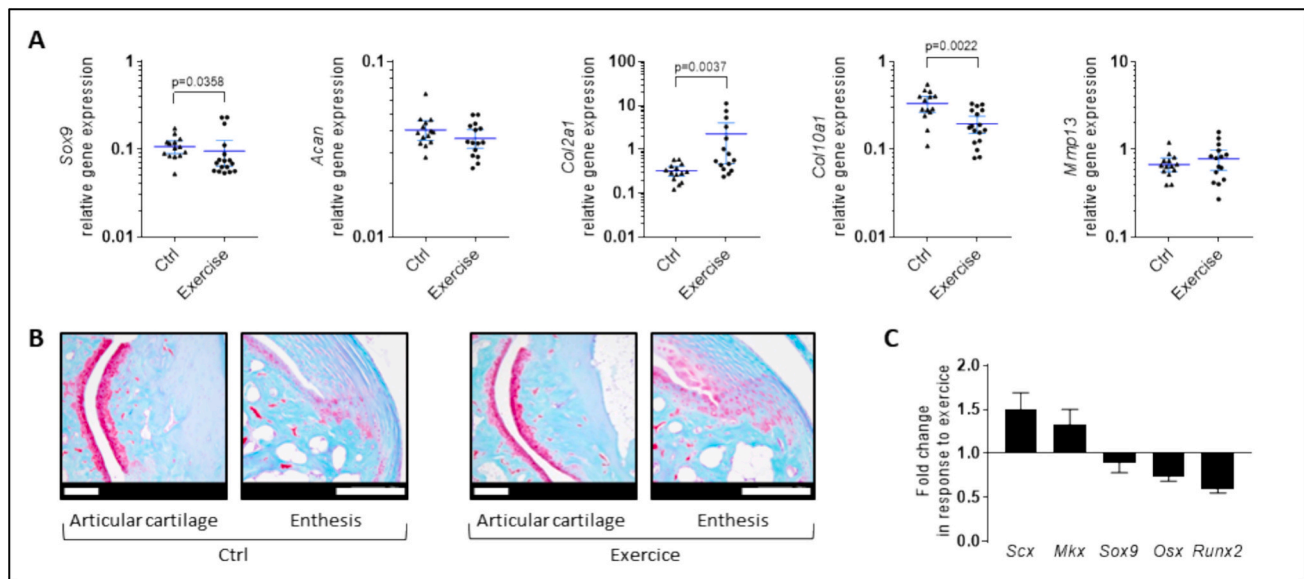 A
Sox9
relative gene expression
1
0.1
0.01
p=0.0358
Ctrl
Exercise
Acan
relative gene expression
0.1
0.01
Ctrl
Exercise
Col2a1
relative gene expression
100
10
1
0.1
0.01
p=0.0037
Ctrl
Exercise
Col10a1
relative gene expression
1
0.1
0.01
p=0.0022
Ctrl
Exercise
Mmp13
relative gene expression
10
1
0.1
Ctrl
Exercise
B
Articular cartilage
Enthesis
Ctrl
Articular cartilage
Enthesis
Exercice
C
Fold change
in response to exercice
2.0
1.5
1.0
0.5
0.0
Scx Mkx Sox9 Osx Runx2